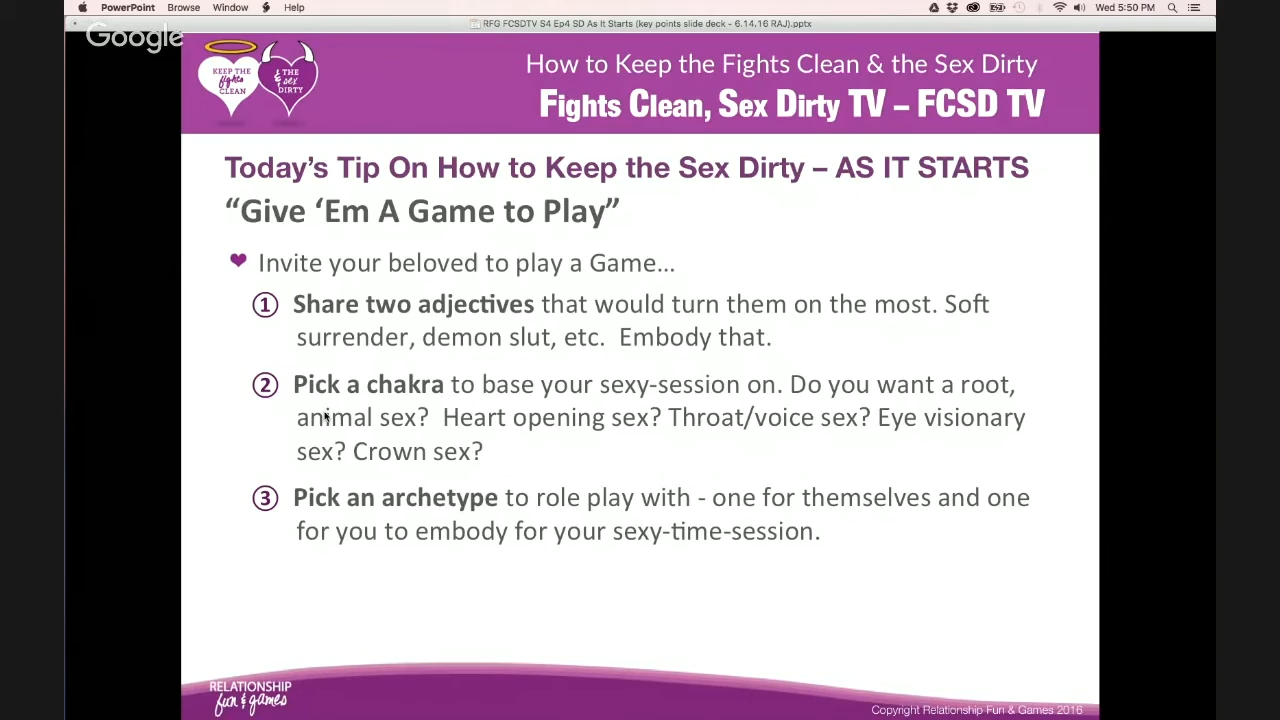 PowerPoint Browse Window Help
Wed 5:50 PM
RFG FCSDTV S4 Ep4 SD As It Starts (key points slide deck - 6.14.16 RAJ).pptx
Google
KEEP THE
fights
CLEAN
& THE
sex
DIRTY
How to Keep the Fights Clean & the Sex Dirty
Fights Clean, Sex Dirty TV – FCSD TV
Today's Tip On How to Keep the Sex Dirty – AS IT STARTS
“Give ‘Em A Game to Play”
Invite your beloved to play a Game…
① Share two adjectives that would turn them on the most. Soft
surrender, demon slut, etc. Embody that.
② Pick a chakra to base your sexy-session on. Do you want a root,
animal sex? Heart opening sex? Throat/voice sex? Eye visionary
sex? Crown sex?
③ Pick an archetype to role play with - one for themselves and one
for you to embody for your sexy-time-session.
RELATIONSHIP
fun & games
Copyright Relationship Fun & Games 2016